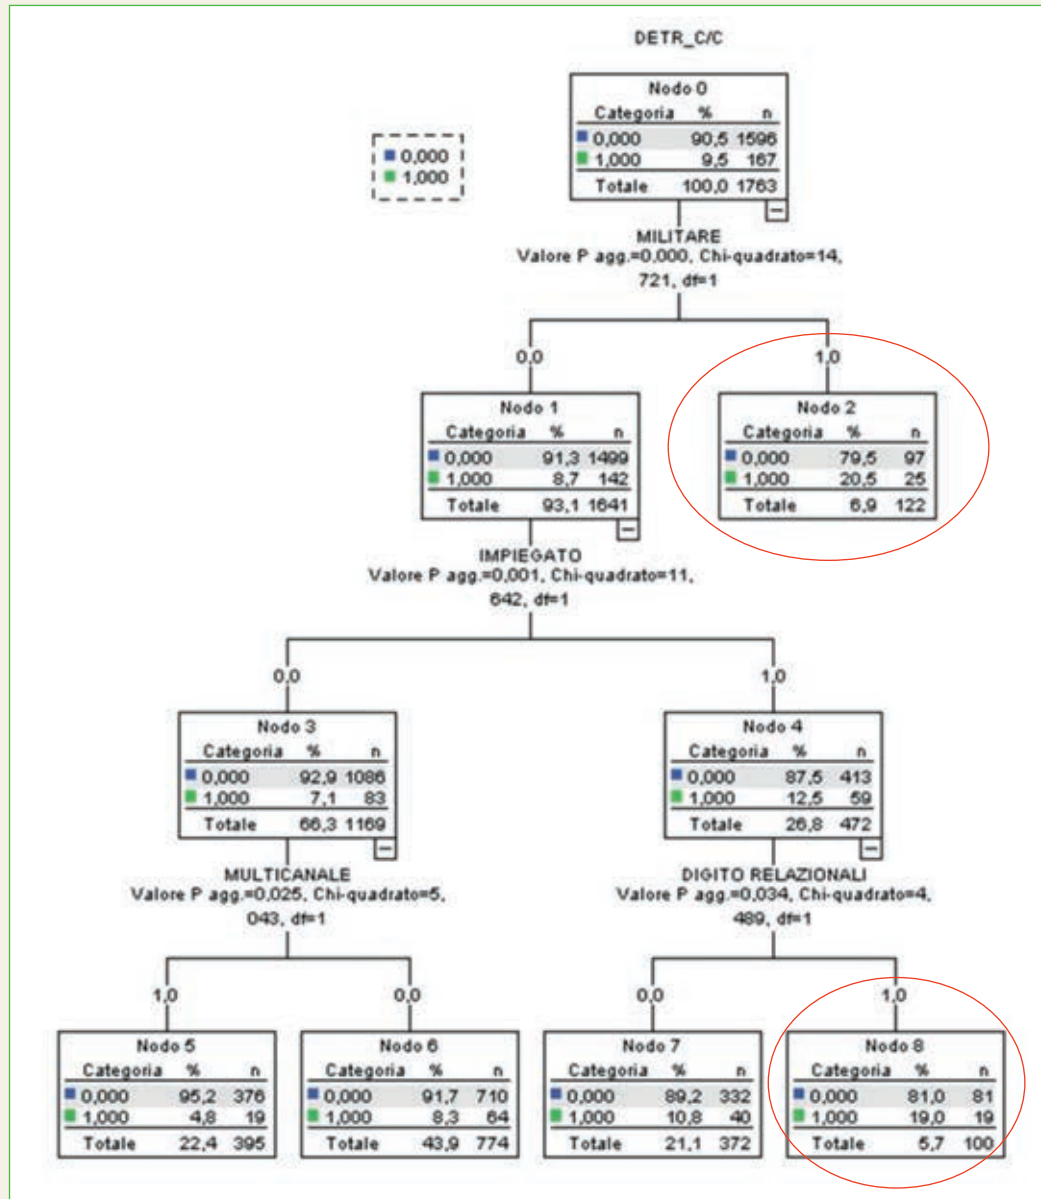 DETR_C/C
0,000
1,000
Nodo 0
Categoria % n
0,000 90,5 1596
1,000 9,5 167
Totale 100,0 1763
MILITARE
Valore P agg.=0,000, Chi-quadrato=14,
721, df=1
0,0
1,0
Nodo 1
Categoria % n
0,000 91,3 1499
1,000 8,7 142
Totale 93,1 1641
Nodo 2
Categoria % n
0,000 79,5 97
1,000 20,5 25
Totale 6,9 122
IMPIEGATO
Valore P agg.=0,001, Chi-quadrato=11,
642, df=1
0,0
1,0
Nodo 3
Categoria % n
0,000 92,9 1086
1,000 7,1 83
Totale 66,3 1169
Nodo 4
Categoria % n
0,000 87,5 413
1,000 12,5 59
Totale 26,8 472
MULTICANALE
Valore P agg.=0,025, Chi-quadrato=5,
043, df=1
DIGITO RELAZIONALI
Valore P agg.=0,034, Chi-quadrato=4,
489, df=1
1,0
0,0
0,0
1,0
Nodo 5
Categoria % n
0,000 95,2 376
1,000 4,8 19
Totale 22,4 395
Nodo 6
Categoria % n
0,000 91,7 710
1,000 8,3 64
Totale 43,9 774
Nodo 7
Categoria % n
0,000 89,2 332
1,000 10,8 40
Totale 21,1 372
Nodo 8
Categoria % n
0,000 81,0 81
1,000 19,0 19
Totale 5,7 100